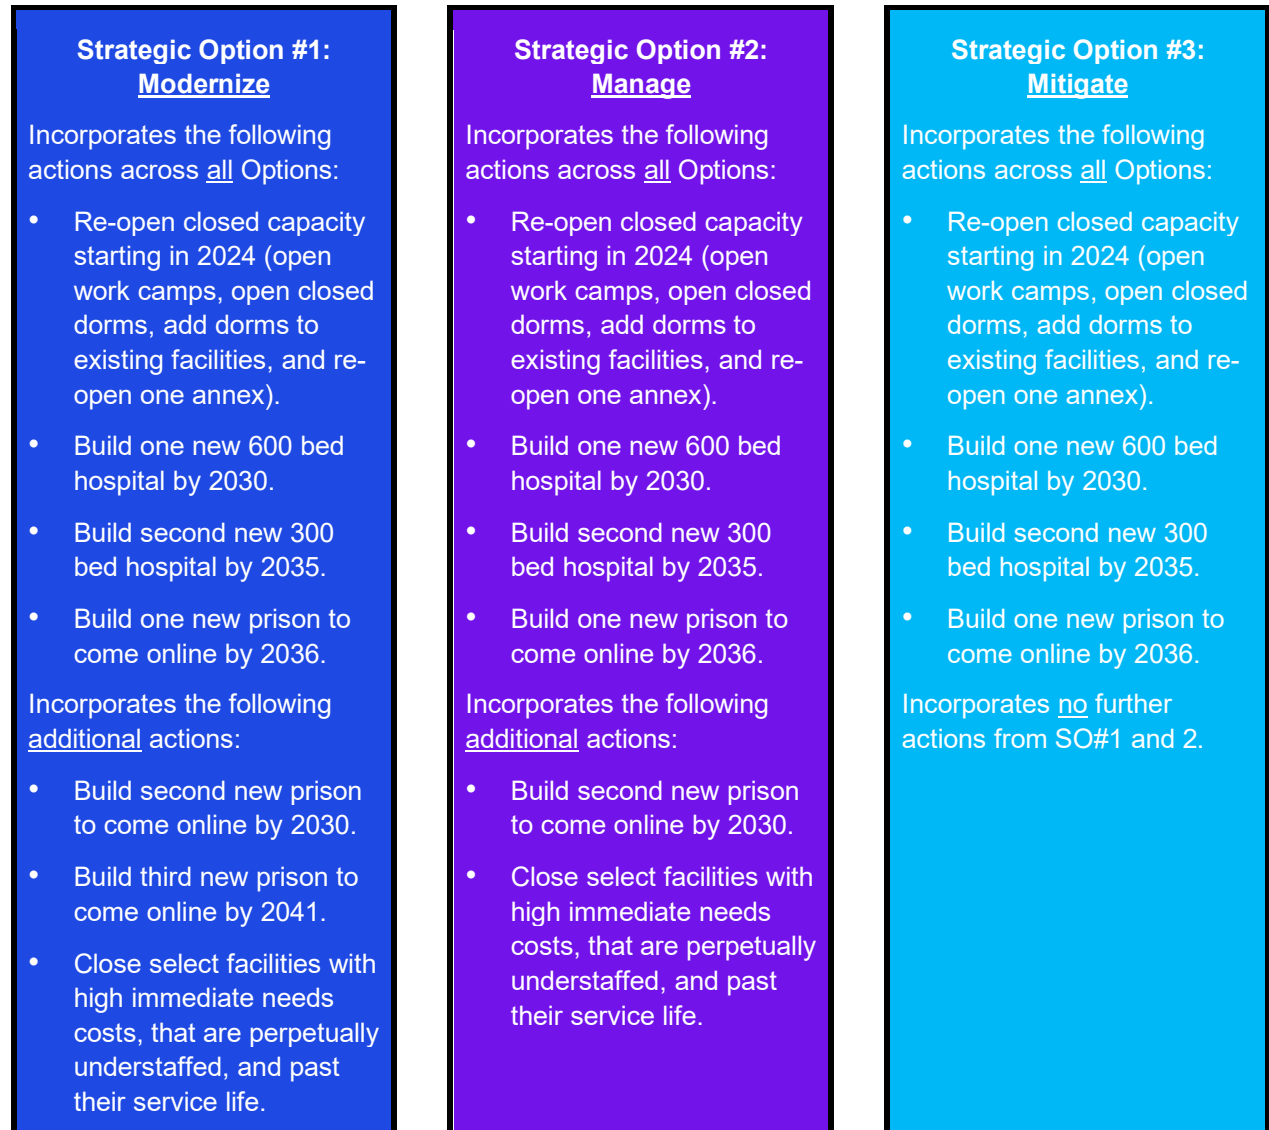 Strategic Option #1:
Modernize
Incorporates the following
actions across all Options:
• Re-open closed capacity
starting in 2024 (open
work camps, open closed
dorms, add dorms to
existing facilities, and re-
open one annex).
• Build one new 600 bed
hospital by 2030.
• Build second new 300
bed hospital by 2035.
• Build one new prison to
come online by 2036.
Incorporates the following
additional actions:
• Build second new prison
to come online by 2030.
• Build third new prison to
come online by 2041.
• Close select facilities with
high immediate needs
costs, that are perpetually
understaffed, and past
their service life.
Strategic Option #2:
Manage
Incorporates the following
actions across all Options:
• Re-open closed capacity
starting in 2024 (open
work camps, open closed
dorms, add dorms to
existing facilities, and re-
open one annex).
• Build one new 600 bed
hospital by 2030.
• Build second new 300
bed hospital by 2035.
• Build one new prison to
come online by 2036.
Incorporates the following
additional actions:
• Build second new prison
to come online by 2030.
• Close select facilities with
high immediate needs
costs, that are perpetually
understaffed, and past
their service life.
Strategic Option #3:
Mitigate
Incorporates the following
actions across all Options:
• Re-open closed capacity
starting in 2024 (open
work camps, open closed
dorms, add dorms to
existing facilities, and re-
open one annex).
• Build one new 600 bed
hospital by 2030.
• Build second new 300
bed hospital by 2035.
• Build one new prison to
come online by 2036.
Incorporates no further
actions from SO#1 and 2.